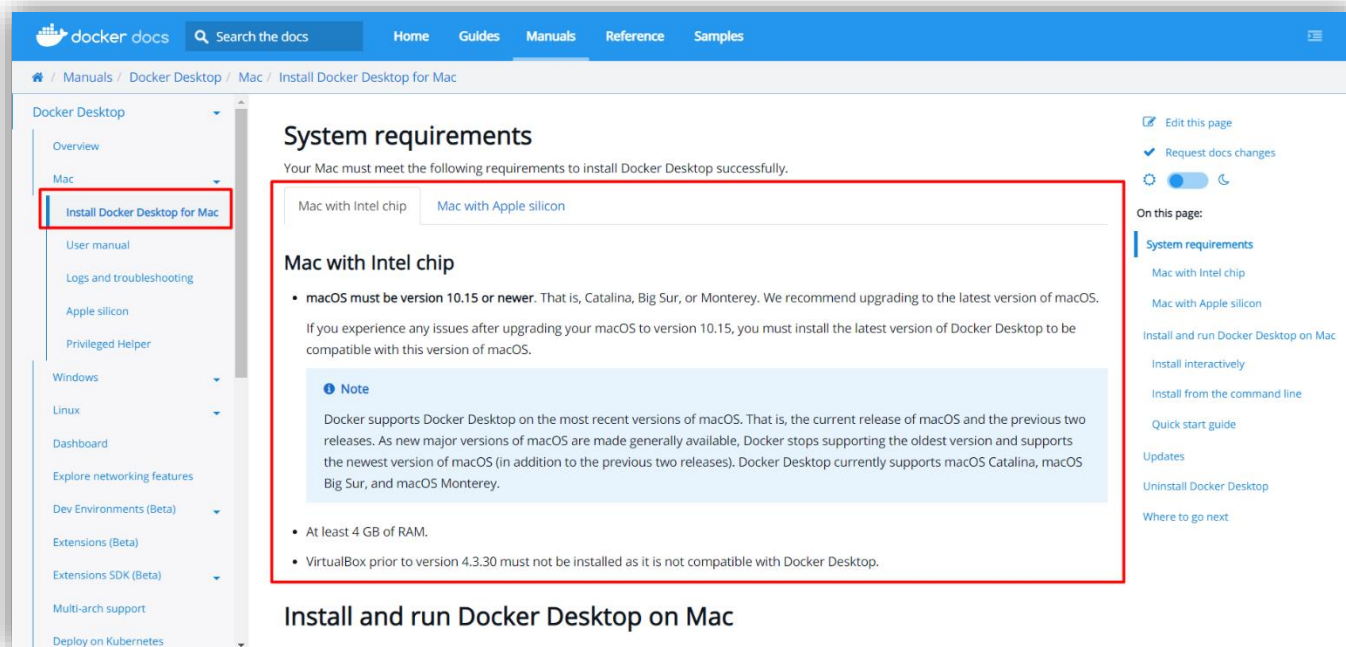 docker docs
Search the docs
Home
Guides
Manuals
Reference
Samples
/ Manuals / Docker Desktop / Mac / Install Docker Desktop for Mac
Docker Desktop
Overview
Mac
Install Docker Desktop for Mac
User manual
Logs and troubleshooting
Apple silicon
Privileged Helper
Windows
Linux
Dashboard
Explore networking features
Dev Environments (Beta)
Extensions (Beta)
Extensions SDK (Beta)
Multi-arch support
Deploy on Kubernetes
System requirements
Your Mac must meet the following requirements to install Docker Desktop successfully.
Mac with Intel chip
Mac with Apple silicon
Mac with Intel chip
• macOS must be version 10.15 or newer. That is, Catalina, Big Sur, or Monterey. We recommend upgrading to the latest version of macOS.
If you experience any issues after upgrading your macOS to version 10.15, you must install the latest version of Docker Desktop to be
compatible with this version of macOS.
Note
Docker supports Docker Desktop on the most recent versions of macOS. That is, the current release of macOS and the previous two
releases. As new major versions of macOS are made generally available, Docker stops supporting the oldest version and supports
the newest version of macOS (in addition to the previous two releases). Docker Desktop currently supports macOS Catalina, macOS
Big Sur, and macOS Monterey.
• At least 4 GB of RAM.
• VirtualBox prior to version 4.3.30 must not be installed as it is not compatible with Docker Desktop.
Install and run Docker Desktop on Mac
Edit this page
Request docs changes
On this page:
System requirements
Mac with Intel chip
Mac with Apple silicon
Install and run Docker Desktop on Mac
Install interactively
Install from the command line
Quick start guide
Updates
Uninstall Docker Desktop
Where to go next